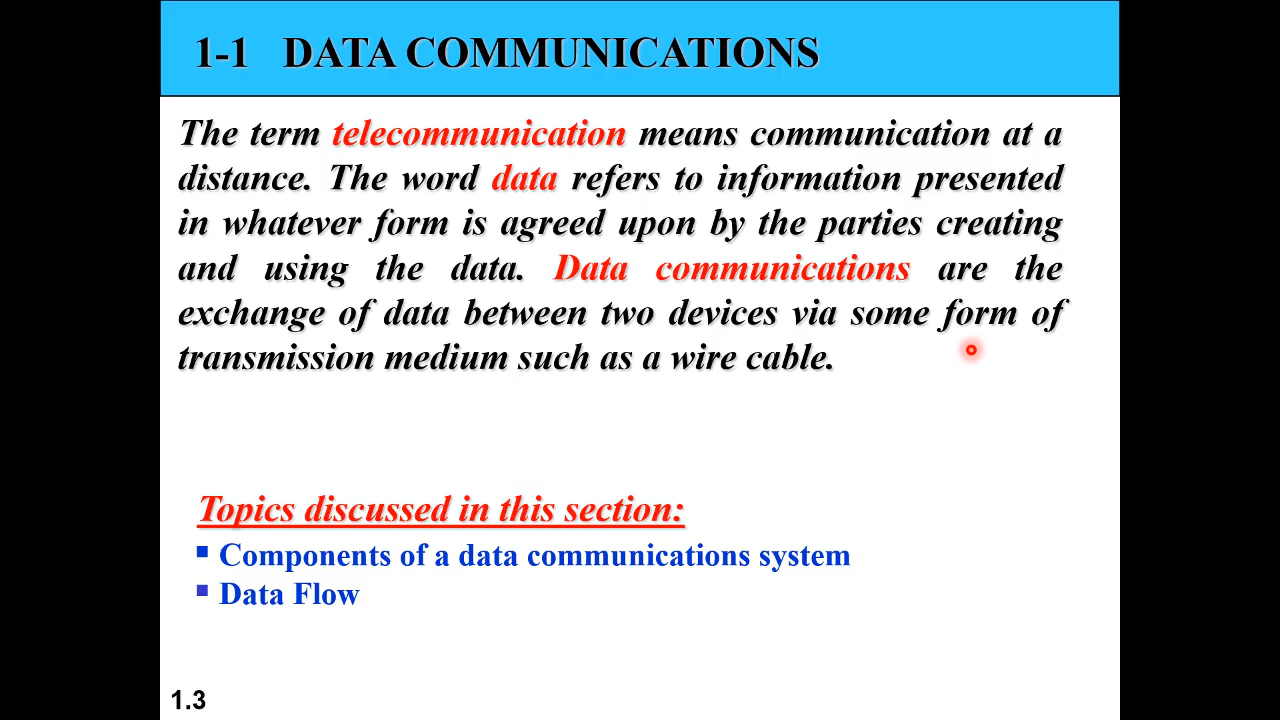 1-1 DATA COMMUNICATIONS
The term telecommunication means communication at a
distance. The word data refers to information presented
in whatever form is agreed upon by the parties creating
and using the data. Data communications are the
exchange of data between two devices via some form of
transmission medium such as a wire cable.
Topics discussed in this section:
▪ Components of a data communications system
▪ Data Flow
1.3